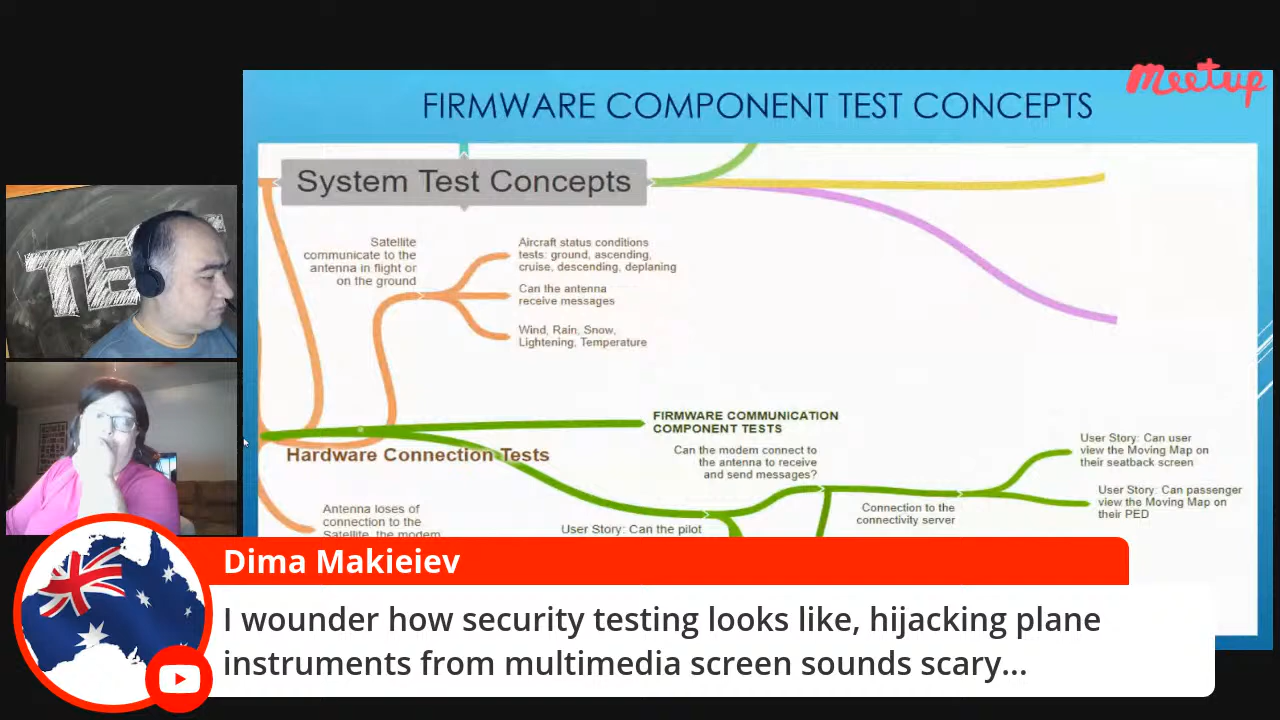 meetup
FIRMWARE COMPONENT TEST CONCEPTS
System Test Concepts
TES
Satellite
communicate to the
antenna in flight or
on the ground
Aircraft status conditions
tests: ground, ascending,
cruise, descending, deplaning
Can the antenna
receive messages
Wind, Rain, Snow,
Lightening, Temperature
FIRMWARE COMMUNICATION
COMPONENT TESTS
Hardware Connection Tests
Can the modem connect to
the antenna to receive
and send messages?
User Story: Can user
view the Moving Map on
their seatback screen
User Story: Can passenger
view the Moving Map on
their PED
Connection to the
connectivity server
Antenna loses of
connection to the
Satellite, the modem
User Story: Can the pilot
Dima Makieiev
I wounder how security testing looks like, hijacking plane
instruments from multimedia screen sounds scary...